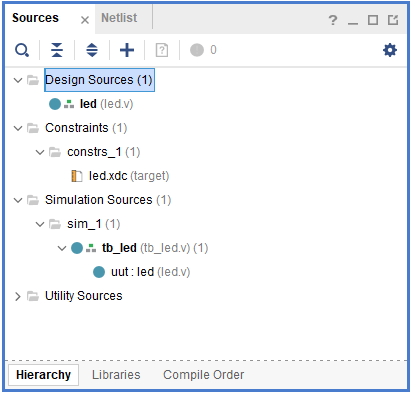 Sources × Netlist ? _
0
Design Sources (1)
led (led.v)
Constraints (1)
constrs_1 (1)
led.xdc (target)
Simulation Sources (1)
sim_1 (1)
tb_led (tb_led.v) (1)
uut : led (led.v)
Utility Sources
Hierarchy Libraries Compile Order